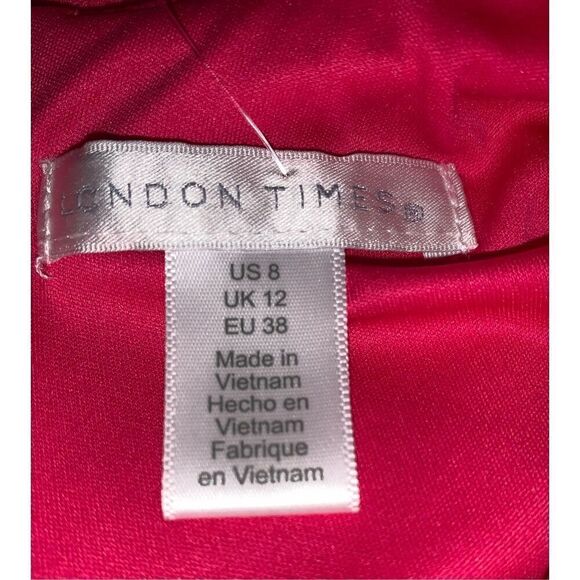 LONDON TIMES®
US 8
UK 12
EU 38
Made in
Vietnam
Hecho en
Vietnam
Fabrique
en Vietnam